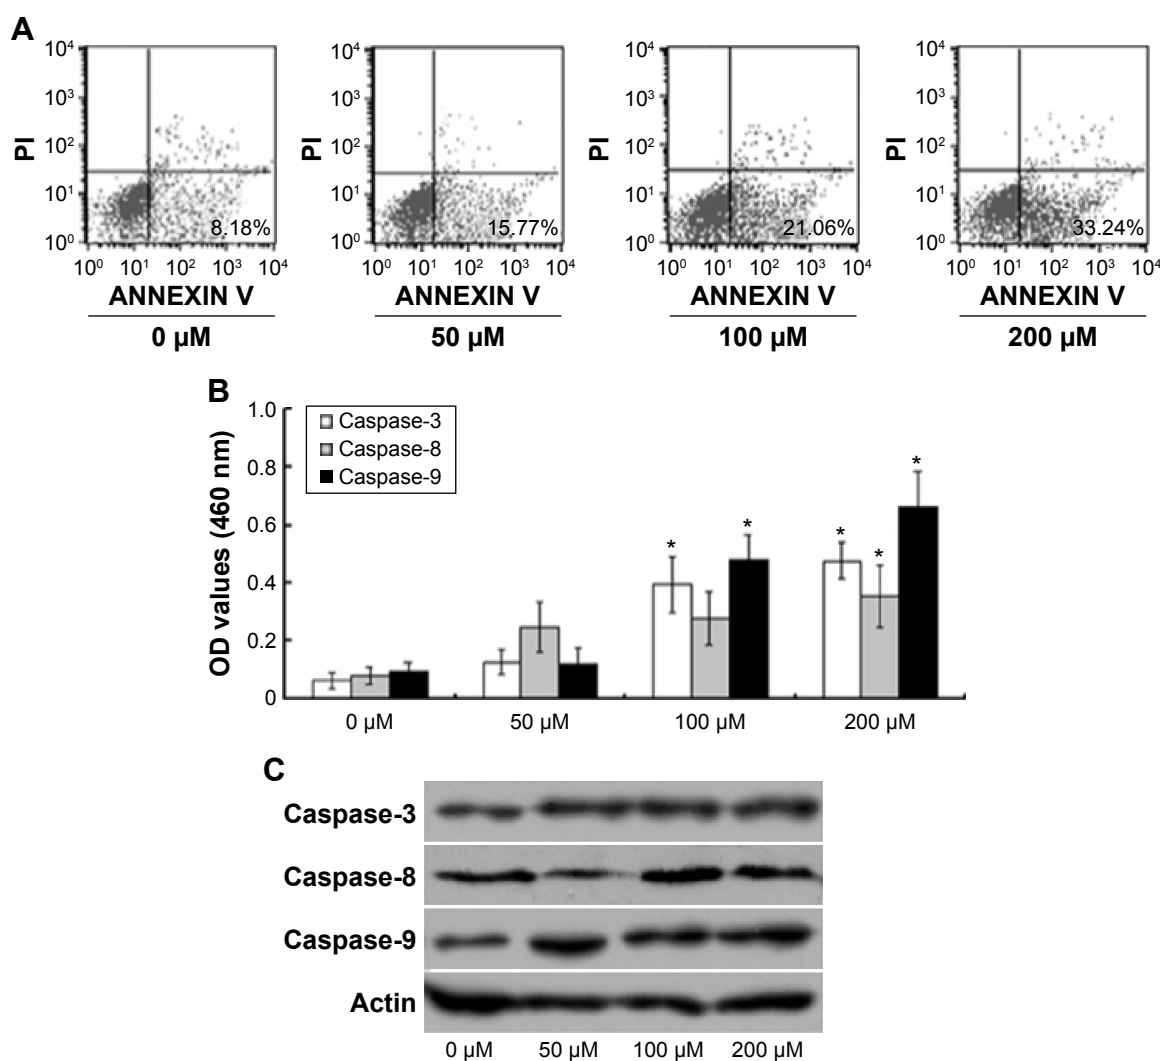 A
10⁴ 10³ 10² 10¹ 10⁰
PI
8.18%
10⁰ 10¹ 10² 10³ 10⁴
ANNEXIN V
0 µM
10⁴ 10³ 10² 10¹ 10⁰
PI
15.77%
10⁰ 10¹ 10² 10³ 10⁴
ANNEXIN V
50 µM
10⁴ 10³ 10² 10¹ 10⁰
PI
21.06%
10⁰ 10¹ 10² 10³ 10⁴
ANNEXIN V
100 µM
10⁴ 10³ 10² 10¹ 10⁰
PI
33.24%
10⁰ 10¹ 10² 10³ 10⁴
ANNEXIN V
200 µM
B
OD values (460 nm)
1.0
0.8
0.6
0.4
0.2
0
Caspase-3
Caspase-8
Caspase-9
* * * * *
0 µM 50 µM 100 µM 200 µM
C
Caspase-3
Caspase-8
Caspase-9
Actin
0 µM 50 µM 100 µM 200 µM